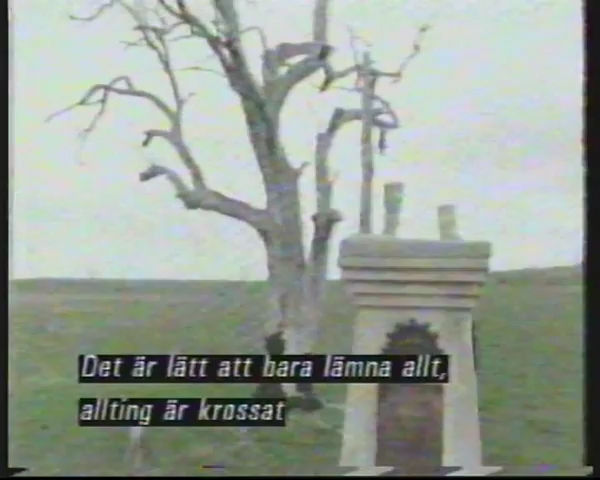 Det är lätt att bara lämna allt,
allting är krossat